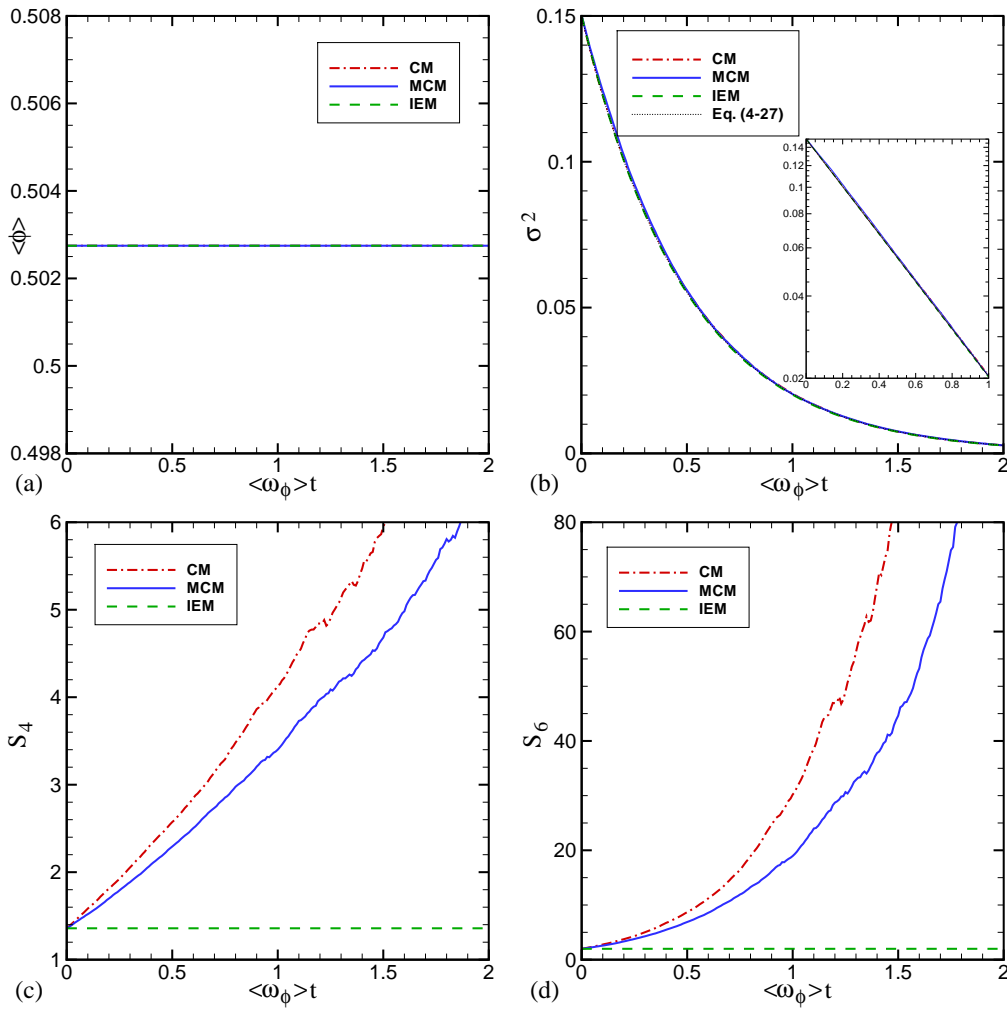 0.508
0.506
0.504
0.502
0.5
0.498
<ϕ>
CM
MCM
IEM
0 0.5 1 1.5 2
(a) <ω_ϕ>t
0.15
0.1
0.05
0
σ²
CM
MCM
IEM
Eq. (4-27)
0.14
0.12
0.1
0.08
0.06
0.04
0.02
0 0.2 0.4 0.6 0.8 1
0 0.5 1 1.5 2
(b) <ω_ϕ>t
6
5
4
3
2
1
S₄
CM
MCM
IEM
0 0.5 1 1.5 2
(c) <ω_ϕ>t
80
60
40
20
0
S₆
CM
MCM
IEM
0 0.5 1 1.5 2
(d) <ω_ϕ>t